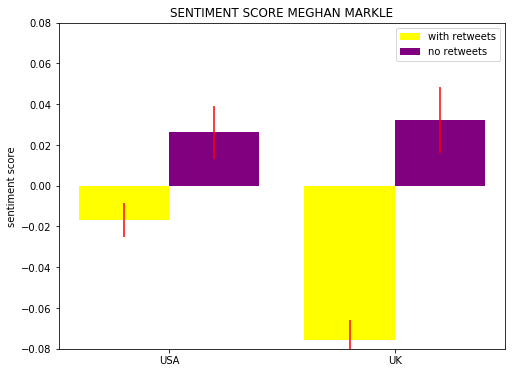 SENTIMENT SCORE MEGHAN MARKLE
with retweets
no retweets
sentiment score
0.08
0.06
0.04
0.02
0.00
−0.02
−0.04
−0.06
−0.08
USA
UK